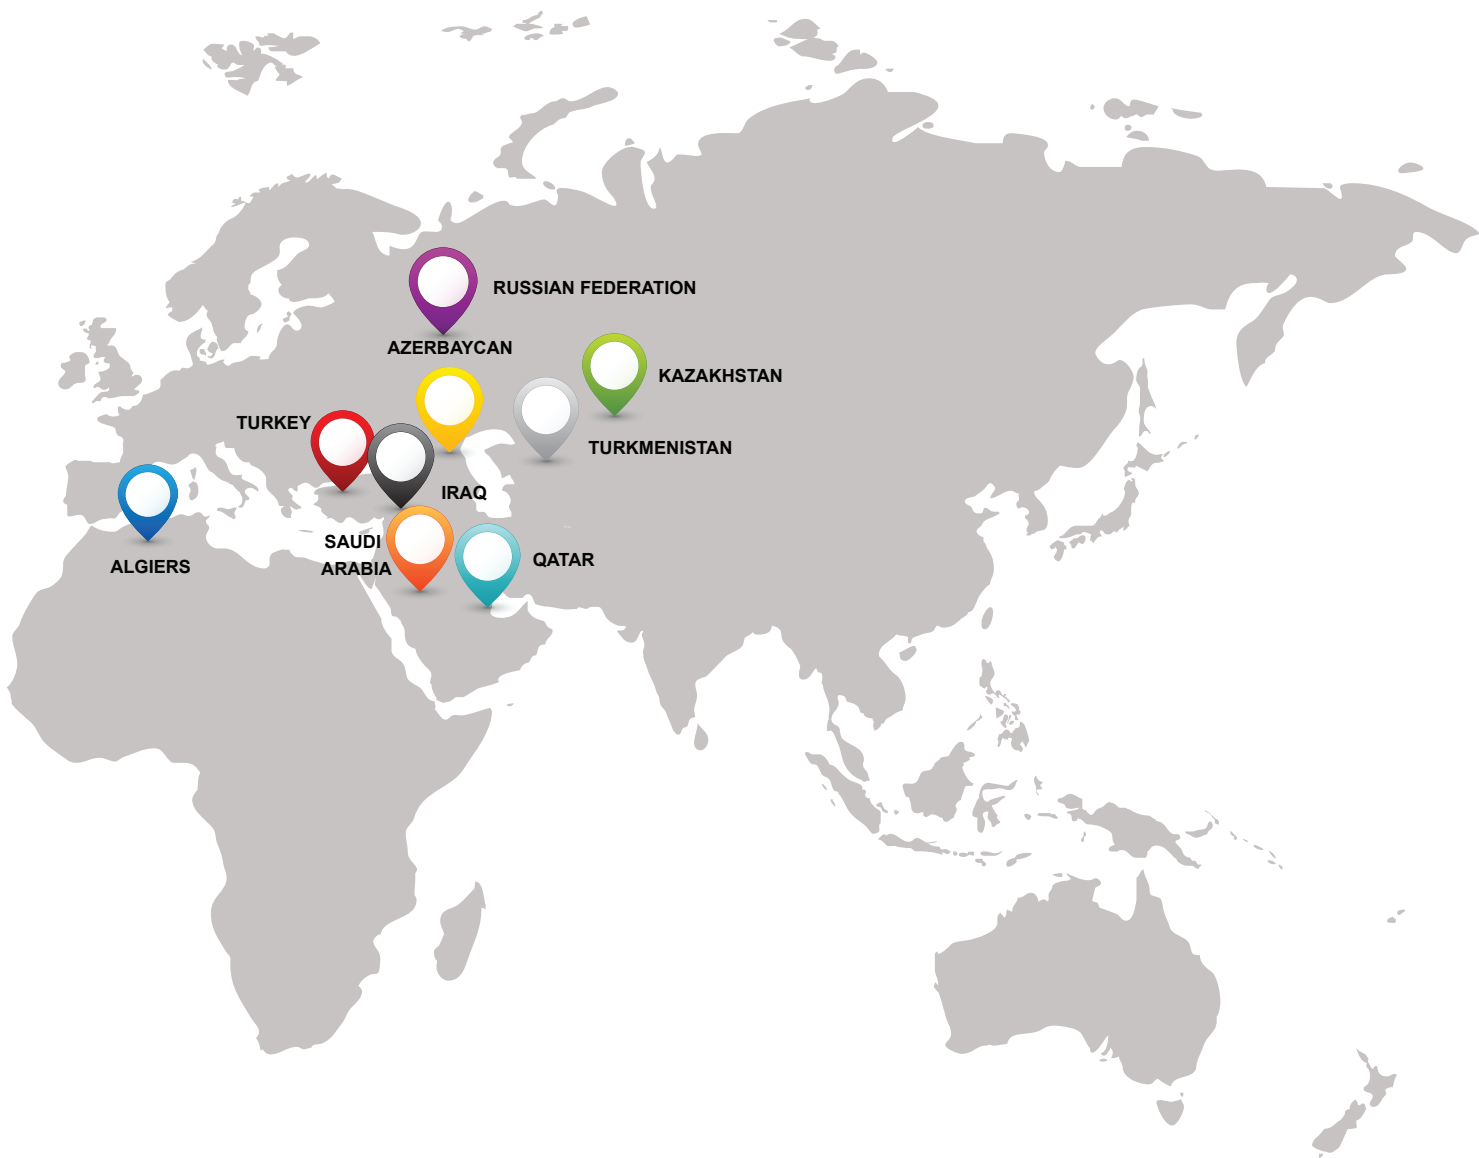 RUSSIAN FEDERATION
AZERBAYCAN
KAZAKHSTAN
TURKEY
TURKMENISTAN
IRAQ
SAUDI
ARABIA
QATAR
ALGIERS